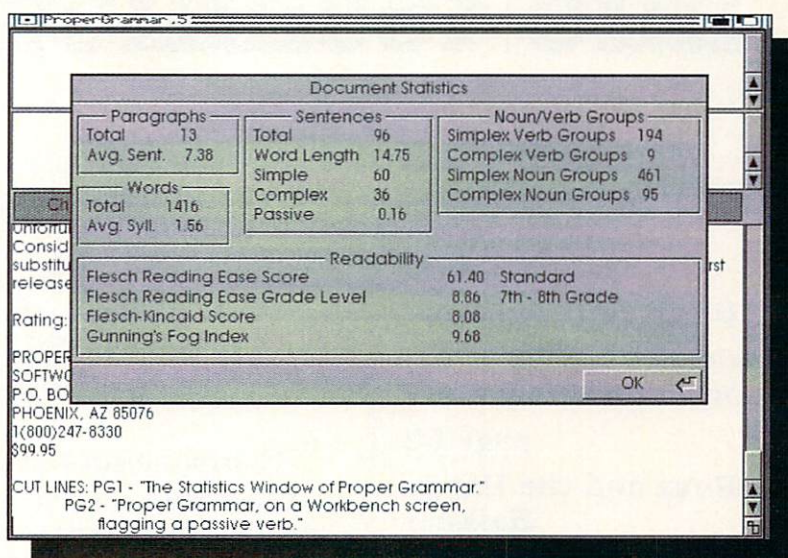 ProperGrammar .5
Document Statistics
Paragraphs
Total 13
Avg. Sent. 7.38
Words
Total 1416
Avg. Syll. 1.56
Sentences
Total 96
Word Length 14.75
Simple 60
Complex 36
Passive 0.16
Noun/Verb Groups
Simplex Verb Groups 194
Complex Verb Groups 9
Simplex Noun Groups 461
Complex Noun Groups 95
Readability
Flesch Reading Ease Score 61.40 Standard
Flesch Reading Ease Grade Level 8.86 7th - 8th Grade
Flesch-Kincaid Score 8.08
Gunning's Fog Index 9.68
OK
Ch
Consid
substitu rst
release
Rating:
PROPER
P.O. BO
PHOENIX, AZ 85076
1(800)247-8330
$99.95
CUT LINES: PG1 - "The Statistics Window of Proper Grammar."
PG2 - "Proper Grammar, on a Workbench screen,
flagging a passive verb."